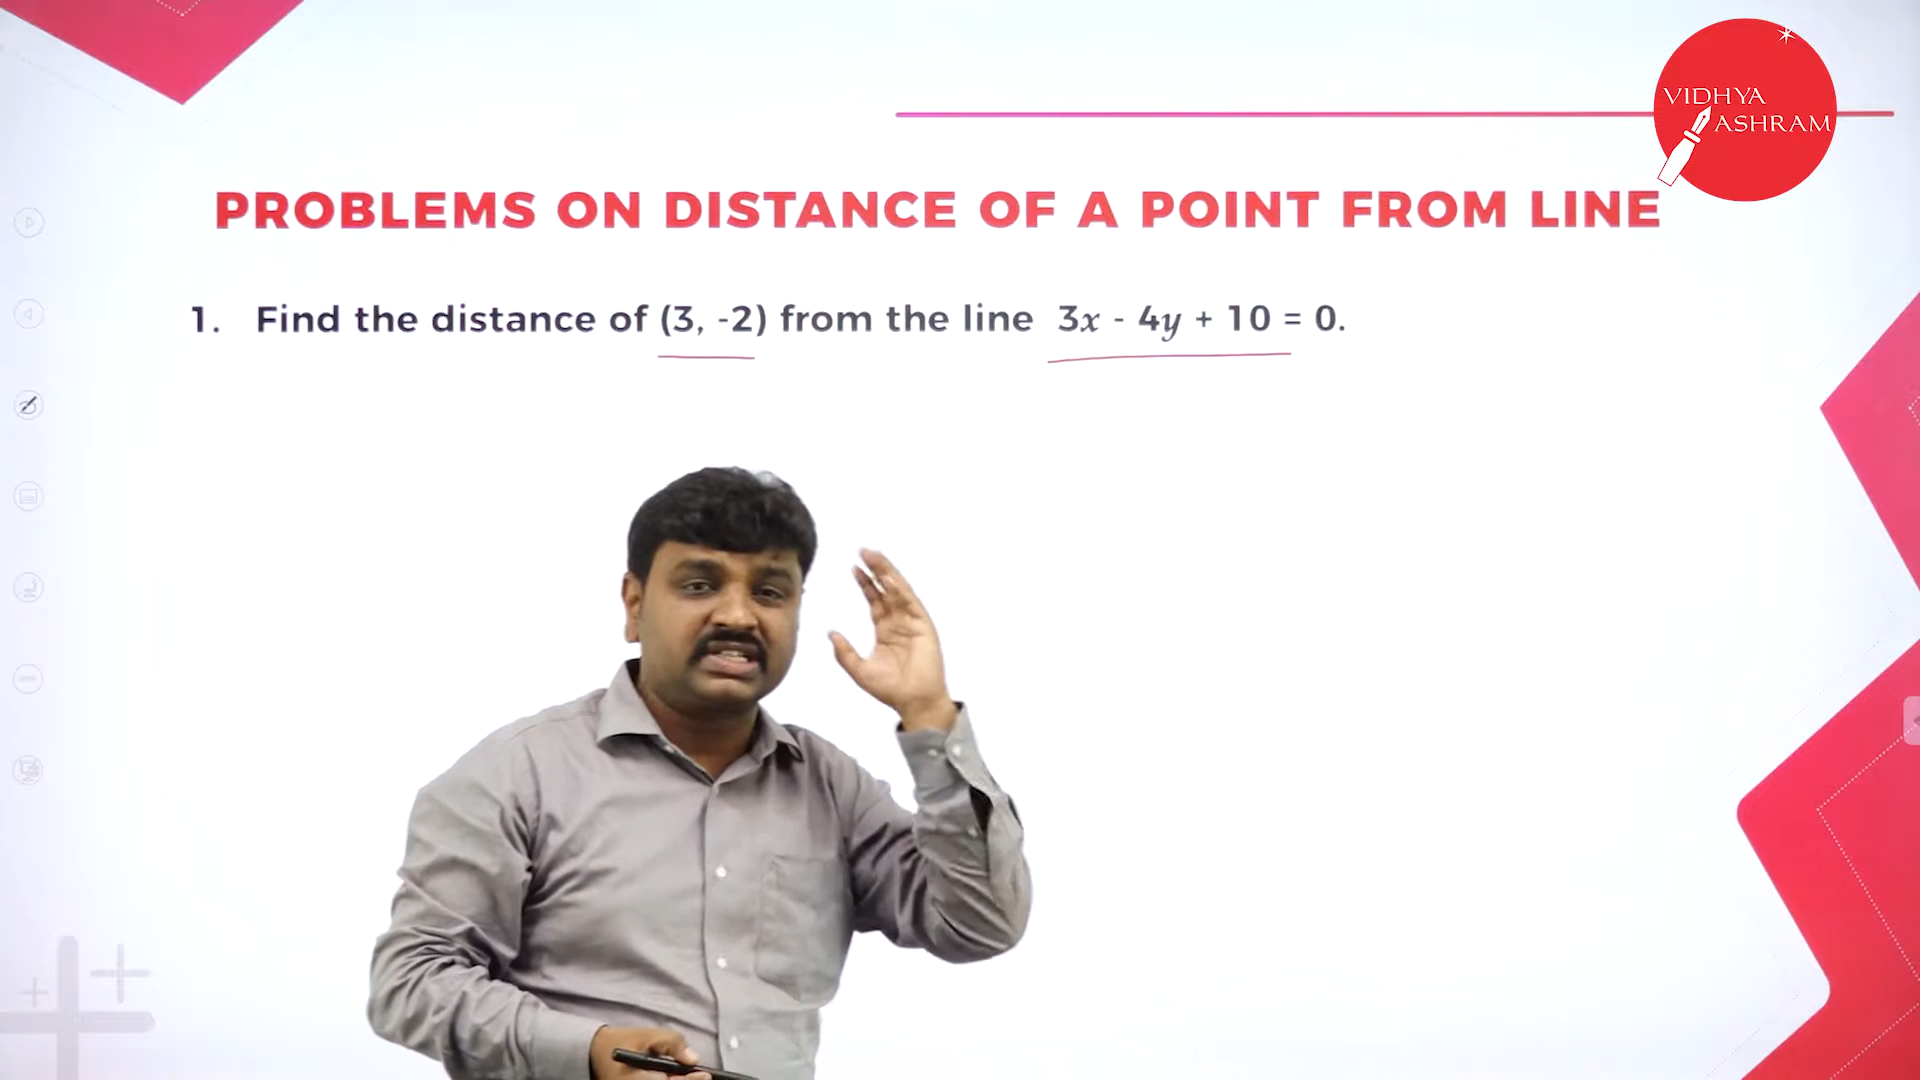 VIDHYA
ASHRAM
PROBLEMS ON DISTANCE OF A POINT FROM LINE
1. Find the distance of (3, -2) from the line 3x - 4y + 10 = 0.